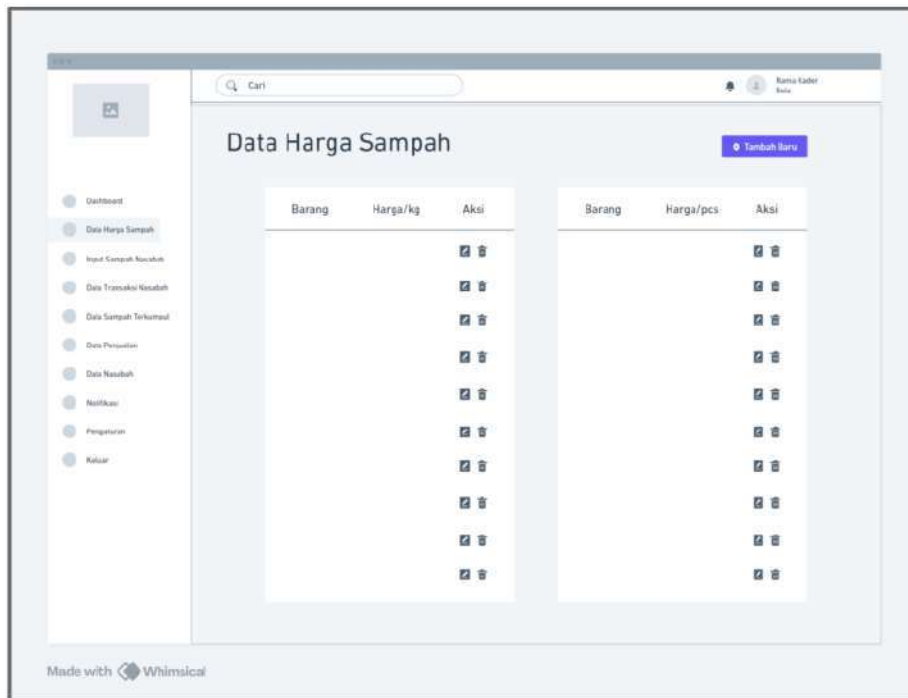 Cari
Nama Kader
Data Harga Sampah
Tambah Baru
Dashboard
Data Harga Sampah
Input Sampah Nasabah
Data Transaksi Nasabah
Data Sampah Terkumpul
Data Penjualan
Data Nasabah
Notifikasi
Pengaturan
Keluar
Barang Harga/kg Aksi
Barang Harga/pcs Aksi
Made with Whimsical